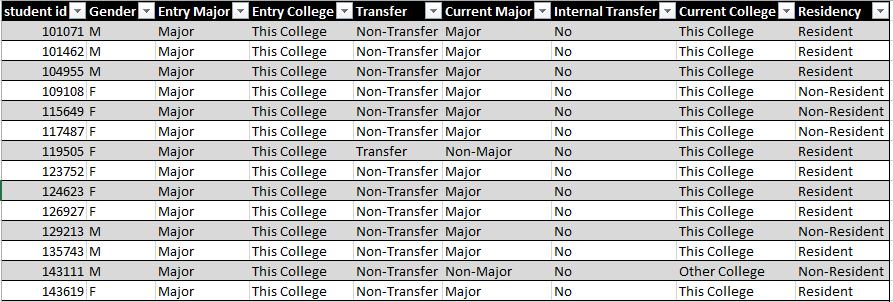 student id Gender Entry Major Entry College Transfer Current Major Internal Transfer Current College Residency
101071 M Major This College Non-Transfer Major No This College Resident
101462 M Major This College Non-Transfer Major No This College Resident
104955 M Major This College Non-Transfer Major No This College Resident
109108 F Major This College Non-Transfer Major No This College Non-Resident
115649 F Major This College Non-Transfer Major No This College Non-Resident
117487 F Major This College Non-Transfer Major No This College Non-Resident
119505 F Major This College Transfer Non-Major No This College Resident
123752 F Major This College Non-Transfer Major No This College Resident
124623 F Major This College Non-Transfer Major No This College Resident
126927 F Major This College Non-Transfer Major No This College Resident
129213 M Major This College Non-Transfer Major No This College Non-Resident
135743 M Major This College Non-Transfer Major No This College Resident
143111 M Major This College Non-Transfer Non-Major No Other College Non-Resident
143619 F Major This College Non-Transfer Major No This College Resident